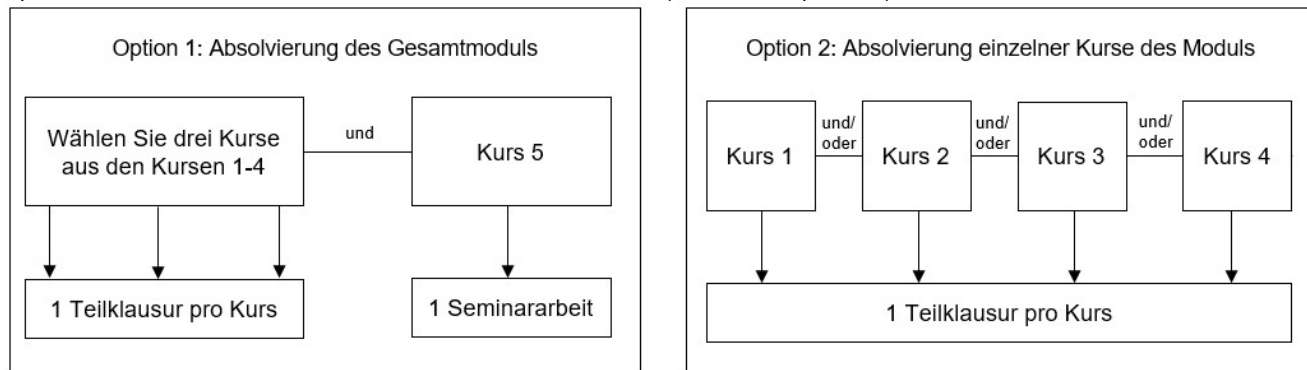 Option 1: Absolvierung des Gesamtmoduls
Wählen Sie drei Kurse
aus den Kursen 1-4
und
Kurs 5
1 Teilklausur pro Kurs
1 Seminararbeit
Option 2: Absolvierung einzelner Kurse des Moduls
Kurs 1
und/
oder
Kurs 2
und/
oder
Kurs 3
und/
oder
Kurs 4
1 Teilklausur pro Kurs